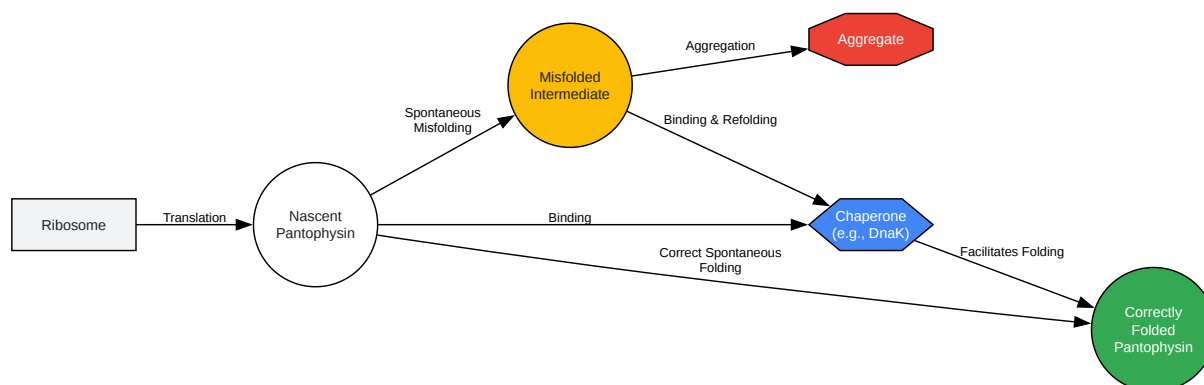 Aggregate
Aggregation
Misfolded
Intermediate
Spontaneous
Misfolding
Binding & Refolding
Ribosome
Translation
Nascent
Pantophysin
Binding
Chaperone
(e.g., DnaK)
Correct Spontaneous
Folding
Facilitates Folding
Correctly
Folded
Pantophysin